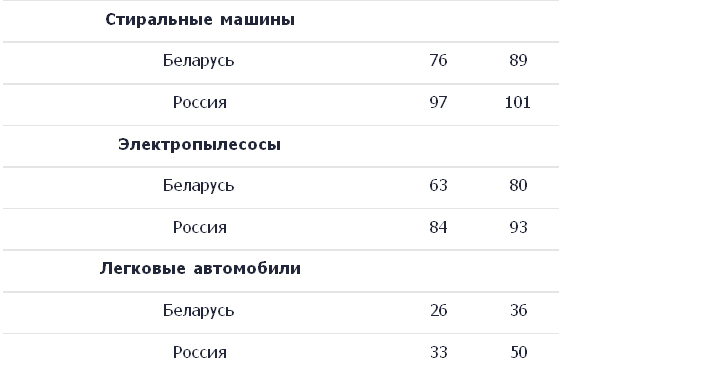 Стиральные машины
Беларусь 76 89
Россия 97 101
Электропылесосы
Беларусь 63 80
Россия 84 93
Легковые автомобили
Беларусь 26 36
Россия 33 50